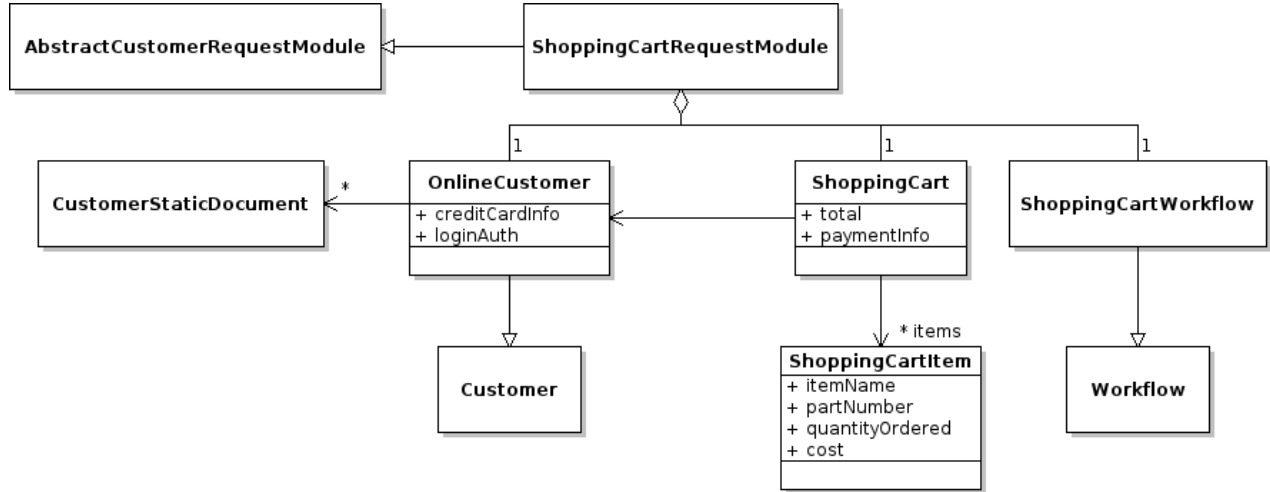 AbstractCustomerRequestModule
ShoppingCartRequestModule
1
1
1
CustomerStaticDocument
*
OnlineCustomer
+ creditCardInfo
+ loginAuth
ShoppingCart
+ total
+ paymentInfo
ShoppingCartWorkflow
* items
Customer
ShoppingCartItem
+ itemName
+ partNumber
+ quantityOrdered
+ cost
Workflow